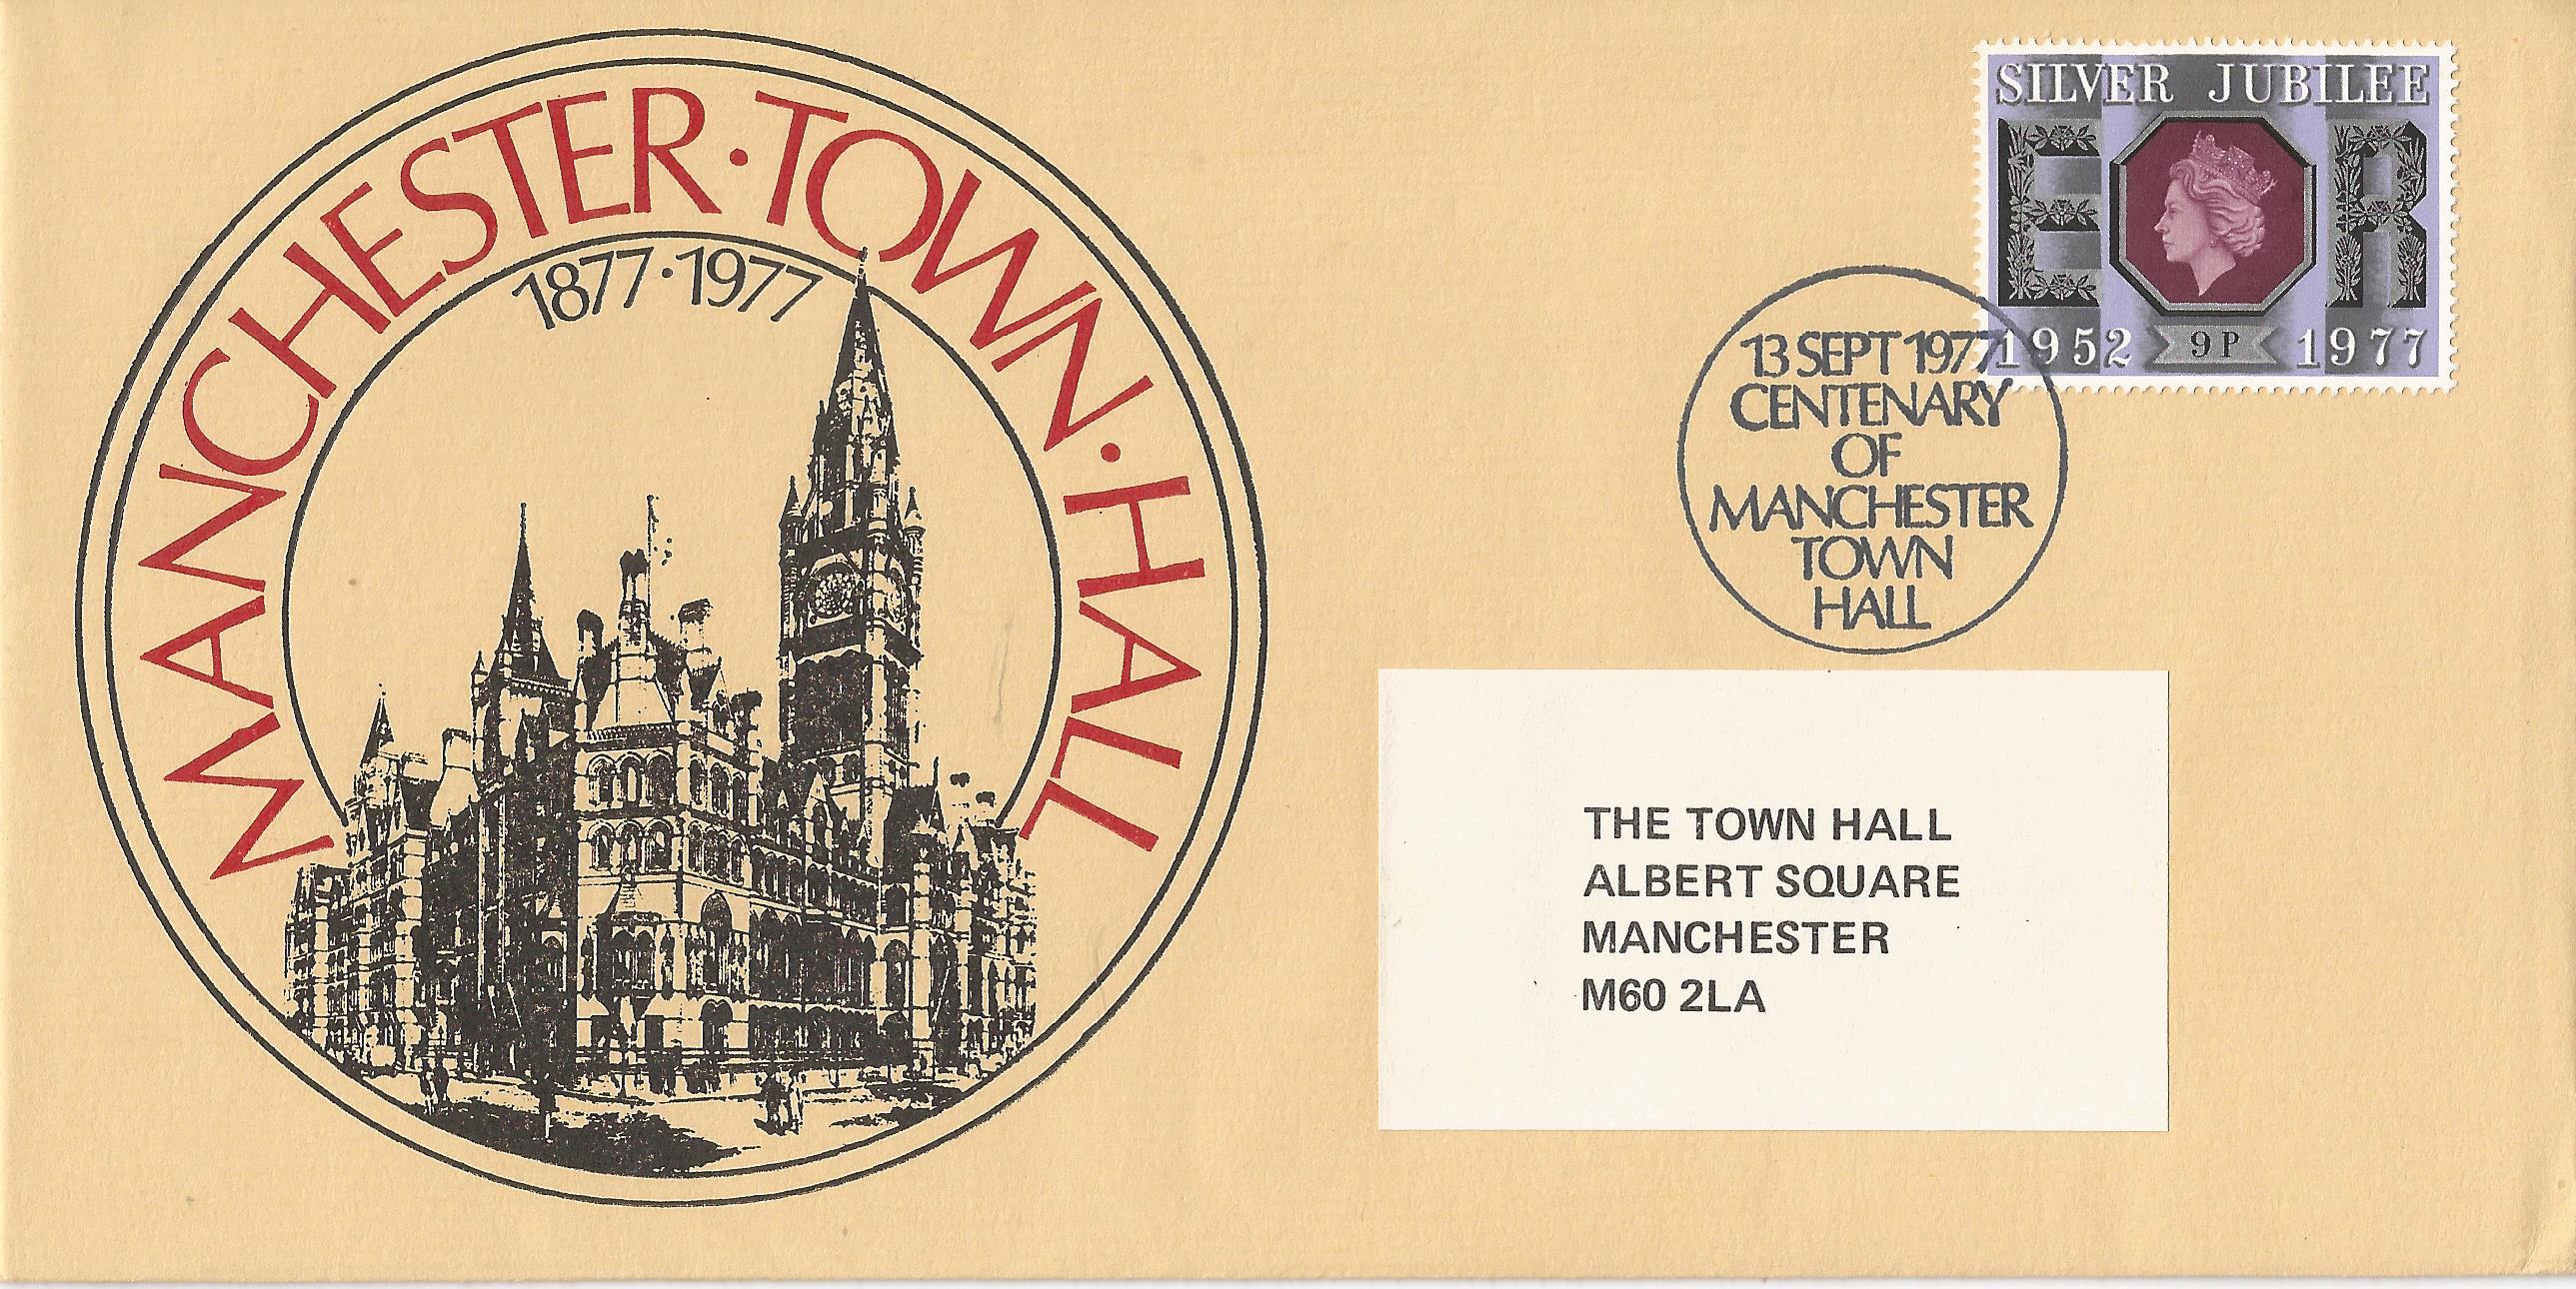 MANCHESTER · TOWN · HALL
1877 · 1977
SILVER JUBILEE
E R
1952 9P 1977
13 SEPT 1977
CENTENARY
OF
MANCHESTER
TOWN
HALL
THE TOWN HALL
ALBERT SQUARE
MANCHESTER
M60 2LA